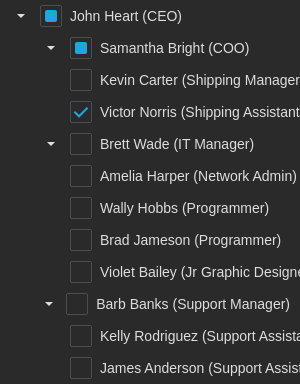 John Heart (CEO)
Samantha Bright (COO)
Kevin Carter (Shipping Manager
Victor Norris (Shipping Assistant
Brett Wade (IT Manager)
Amelia Harper (Network Admin)
Wally Hobbs (Programmer)
Brad Jameson (Programmer)
Violet Bailey (Jr Graphic Designe
Barb Banks (Support Manager)
Kelly Rodriguez (Support Assista
James Anderson (Support Assist